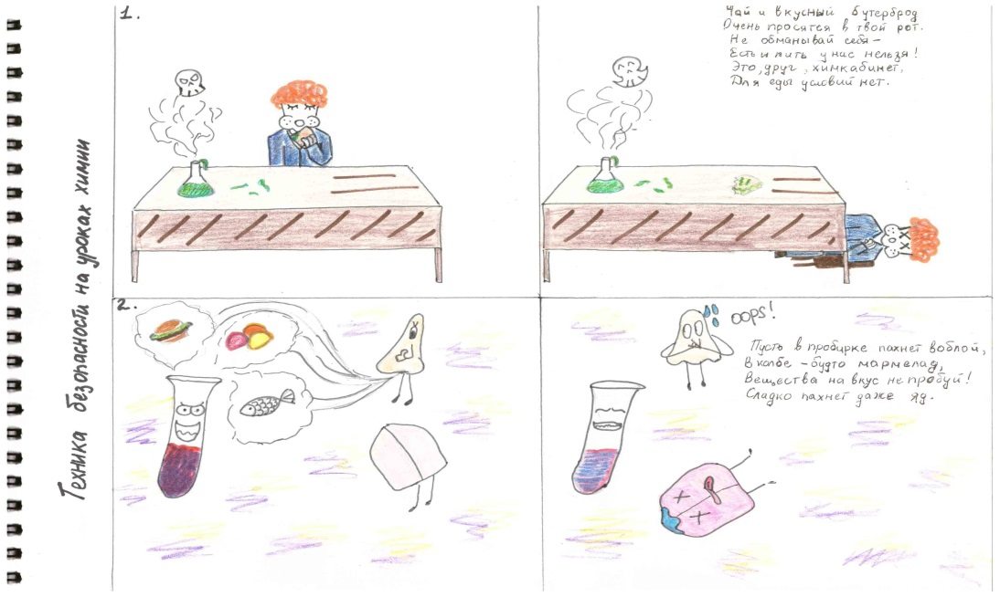 Техника безопасности на уроках химии
1.
Чай и вкусный бутерброд
Очень просятся в твой рот.
Не обманывай себя –
Есть и пить у нас нельзя!
Это, друг, химкабинет,
Для еды условий нет.
2.
OOPS!
Пусть в пробирке пахнет воблой,
В колбе – будто мармелад,
Вещества на вкус не пробуй!
Сладко пахнет даже яд.